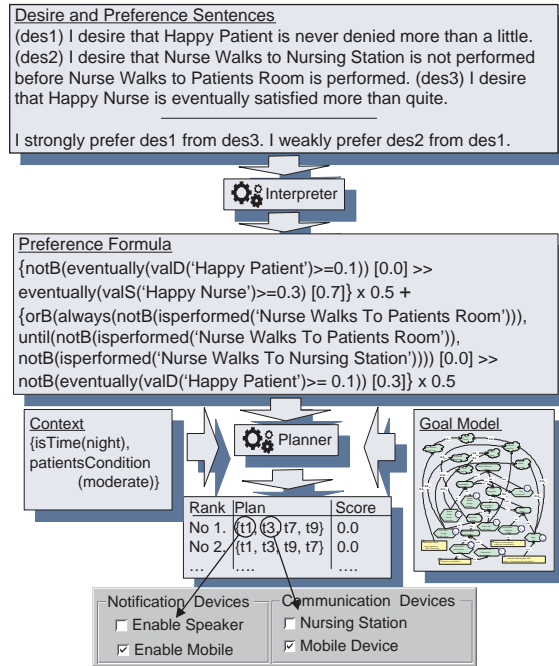 Desire and Preference Sentences
(des1) I desire that Happy Patient is never denied more than a little.
(des2) I desire that Nurse Walks to Nursing Station is not performed
before Nurse Walks to Patients Room is performed. (des3) I desire
that Happy Nurse is eventually satisfied more than quite.
I strongly prefer des1 from des3. I weakly prefer des2 from des1.
Interpreter
Preference Formula
{notB(eventually(valD(‘Happy Patient’)>=0.1)) [0.0] >>
eventually(valS(‘Happy Nurse’)>=0.3) [0.7]} x 0.5 +
{orB(always(notB(isperformed(‘Nurse Walks To Patients Room’))),
until(notB(isperformed(‘Nurse Walks To Patients Room’)),
notB(isperformed(‘Nurse Walks To Nursing Station’)))) [0.0] >>
notB(eventually(valD(‘Happy Patient’)>= 0.1)) [0.3]} x 0.5
Context
{isTime(night),
patientsCondition
(moderate)}
Planner
Goal Model
Rank Plan Score
No 1. {t1, t3, t7, t9} 0.0
No 2. {t1, t3, t9, t7} 0.0
... .... ....
Notification Devices
Enable Speaker
Enable Mobile
Communication Devices
Nursing Station
Mobile Device